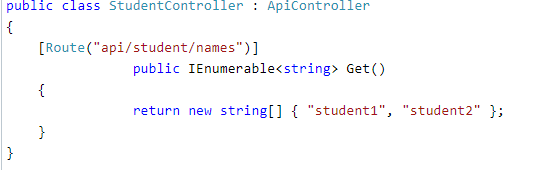 public class StudentController : ApiController
{
    [Route("api/student/names")]
                public IEnumerable<string> Get()
    {
                return new string[] { "student1", "student2" };
    }
}